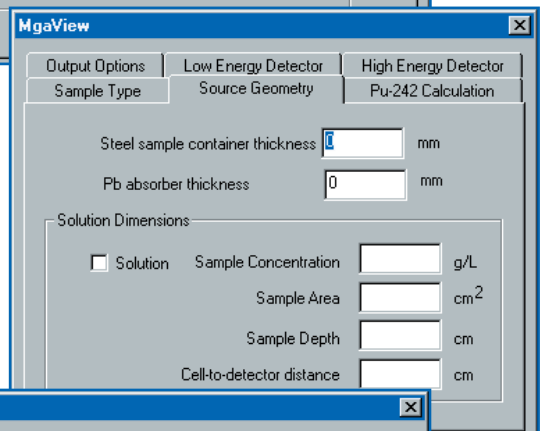 MgaView
Output Options Low Energy Detector High Energy Detector
Sample Type Source Geometry Pu-242 Calculation
Steel sample container thickness 0 mm
Pb absorber thickness 0 mm
Solution Dimensions
Solution Sample Concentration g/L
Sample Area cm2
Sample Depth cm
Cell-to-detector distance cm